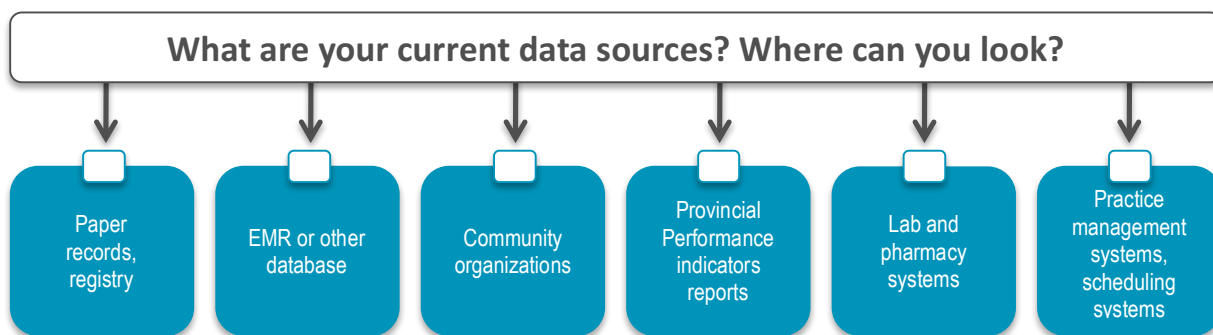 What are your current data sources? Where can you look?
Paper
records,
registry
EMR or other
database
Community
organizations
Provincial
Performance
indicators
reports
Lab and
pharmacy
systems
Practice
management
systems,
scheduling
systems